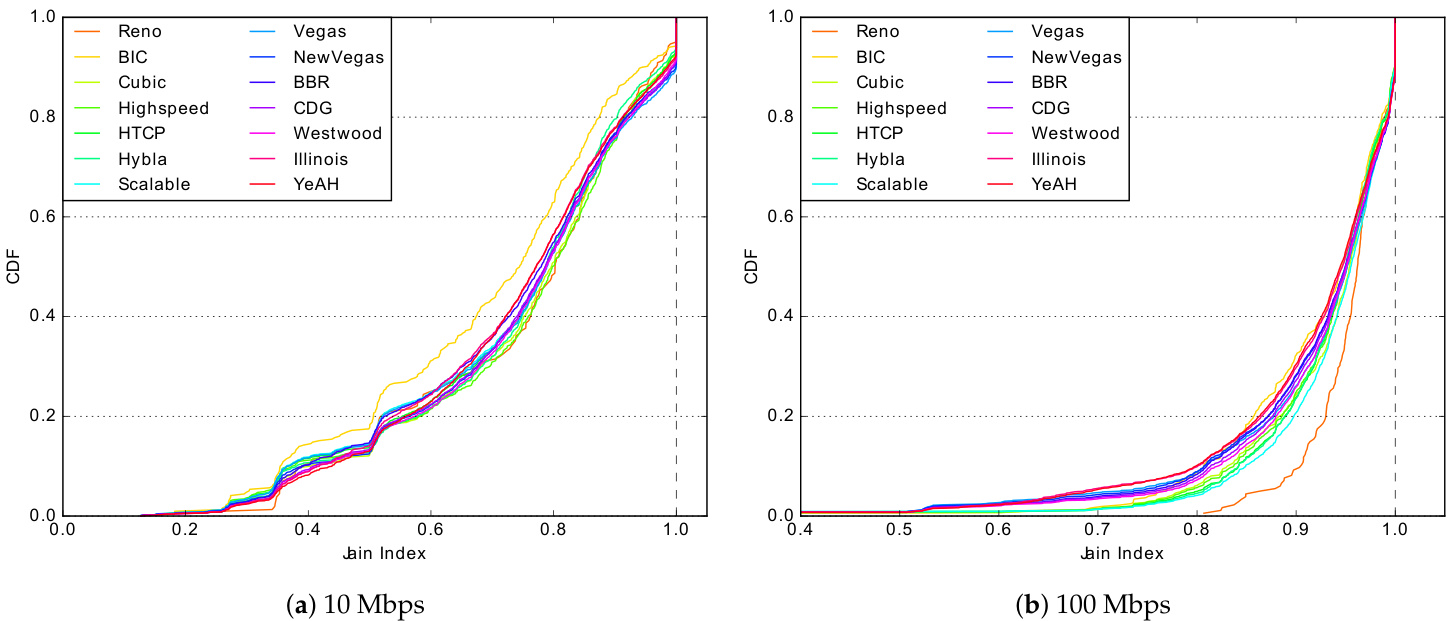 1.0
0.8
0.6
0.4
0.2
0.0
CDF
Reno
BIC
Cubic
Highspeed
HTCP
Hybla
Scalable
Vegas
NewVegas
BBR
CDG
Westwood
Illinois
YeAH
0.0 0.2 0.4 0.6 0.8 1.0
Jain Index
(a) 10 Mbps
1.0
0.8
0.6
0.4
0.2
0.0
CDF
Reno
BIC
Cubic
Highspeed
HTCP
Hybla
Scalable
Vegas
NewVegas
BBR
CDG
Westwood
Illinois
YeAH
0.4 0.5 0.6 0.7 0.8 0.9 1.0
Jain Index
(b) 100 Mbps